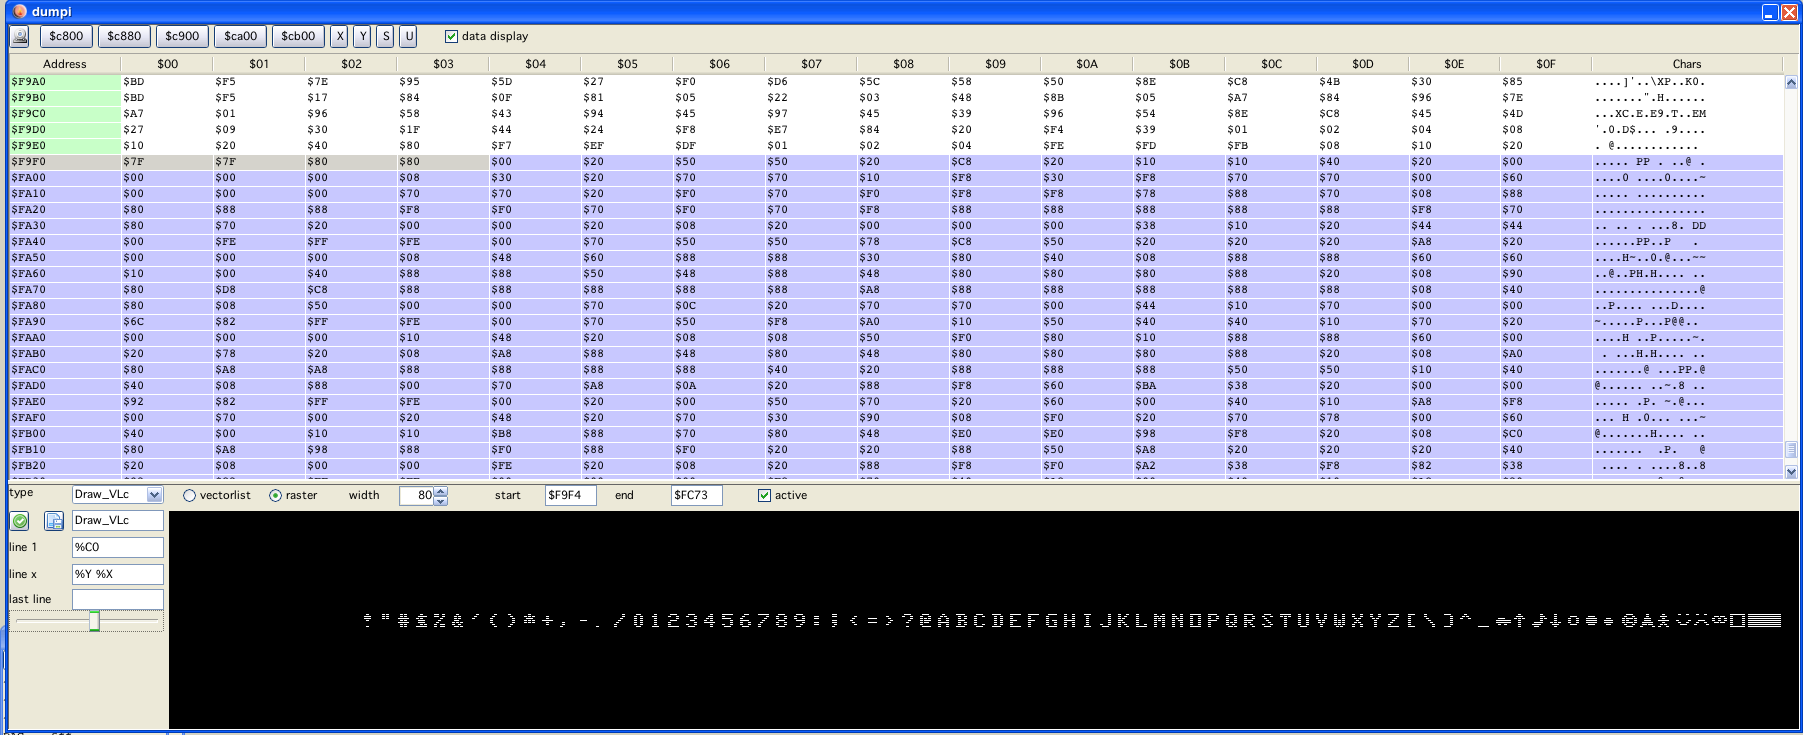 dumpi
$c800 $c880 $c900 $ca00 $cb00 X Y S U data display
Address $00 $01 $02 $03 $04 $05 $06 $07 $08 $09 $0A $0B $0C $0D $0E $0F Chars
$F9A0 $BD $F5 $7E $95 $5D $27 $F0 $D6 $5C $58 $50 $8E $C8 $4B $30 $85 ....]'..\XP..K0.
$F9B0 $BD $F5 $17 $84 $0F $81 $05 $22 $03 $48 $8B $05 $A7 $84 $96 $7E .......".H......
$F9C0 $A7 $01 $96 $58 $43 $94 $45 $97 $45 $39 $96 $54 $8E $C8 $45 $4D ...XC.E.E9.T..EM
$F9D0 $27 $09 $30 $1F $44 $24 $F8 $E7 $84 $20 $F4 $39 $01 $02 $04 $08 '.0.D$... .9....
$F9E0 $10 $20 $40 $80 $F7 $EF $DF $01 $02 $04 $FE $FD $FB $08 $10 $20 . @............
$F9F0 $7F $7F $80 $80 $00 $20 $50 $50 $20 $C8 $20 $10 $10 $40 $20 $00 ..... PP . ..@ .
$FA00 $00 $00 $00 $08 $30 $20 $70 $70 $10 $F8 $30 $F8 $70 $70 $00 $60 ....0 ....0....~
$FA10 $00 $00 $00 $70 $70 $20 $F0 $70 $F0 $F8 $F8 $78 $88 $70 $08 $88 ..... ..........
$FA20 $80 $88 $88 $F8 $F0 $70 $F0 $70 $F8 $88 $88 $88 $88 $88 $F8 $70 ................
$FA30 $80 $70 $20 $00 $00 $20 $08 $20 $00 $00 $00 $38 $10 $20 $44 $44 .. .. . ...8. DD
$FA40 $00 $FE $FF $FE $00 $70 $50 $50 $78 $C8 $50 $20 $20 $20 $A8 $20 ......PP..P   .
$FA50 $00 $00 $00 $08 $48 $60 $88 $88 $30 $80 $40 $08 $88 $88 $60 $60 ....H~..0.@...~~
$FA60 $10 $00 $40 $88 $88 $50 $48 $88 $48 $80 $80 $80 $88 $20 $08 $90 ..@..PH.H.... ..
$FA70 $80 $D8 $C8 $88 $88 $88 $88 $88 $A8 $88 $88 $88 $88 $88 $08 $40 ...............@
$FA80 $80 $08 $50 $00 $00 $70 $0C $20 $70 $70 $00 $44 $10 $70 $00 $00 ..P.... ...D....
$FA90 $6C $82 $FF $FE $00 $70 $50 $F8 $A0 $10 $50 $40 $40 $10 $70 $20 ~.....P...P@@..
$FAA0 $00 $00 $00 $10 $48 $20 $08 $08 $50 $F0 $80 $10 $88 $88 $60 $00 ....H ..P.....~.
$FAB0 $20 $78 $20 $08 $A8 $88 $48 $80 $48 $80 $80 $80 $88 $20 $08 $A0 . ...H.H.... ..
$FAC0 $80 $A8 $A8 $88 $88 $88 $88 $40 $20 $88 $88 $88 $50 $50 $10 $40 .......@ ...PP.@
$FAD0 $40 $08 $88 $00 $70 $A8 $0A $20 $88 $F8 $60 $BA $38 $20 $00 $00 @...... ..~.8 ..
$FAE0 $92 $82 $FF $FE $00 $20 $00 $50 $70 $20 $60 $00 $40 $10 $A8 $F8 ..... .P. ~.@...
$FAF0 $00 $70 $00 $20 $48 $20 $70 $30 $90 $08 $F0 $20 $70 $78 $00 $60 ... H .0... ...~
$FB00 $40 $00 $10 $10 $B8 $88 $70 $80 $48 $E0 $E0 $98 $F8 $20 $08 $C0 @.......H.... ..
$FB10 $80 $A8 $98 $88 $F0 $88 $F0 $20 $20 $88 $50 $A8 $20 $20 $20 $40 .......  .P.   @
$FB20 $20 $08 $00 $00 $FE $20 $08 $20 $88 $F8 $F0 $A2 $38 $F8 $82 $38 .... . ....8..8
type Draw_VLc vectorlist raster width 80 start $F9F4 end $FC73 active
Draw_VLc
line 1 %C0
line x %Y %X
last line
!"#$%&'()*+,-./0123456789:;<=>?@ABCDEFGHIJKLMNOPQRSTUVWXYZ[\]^_